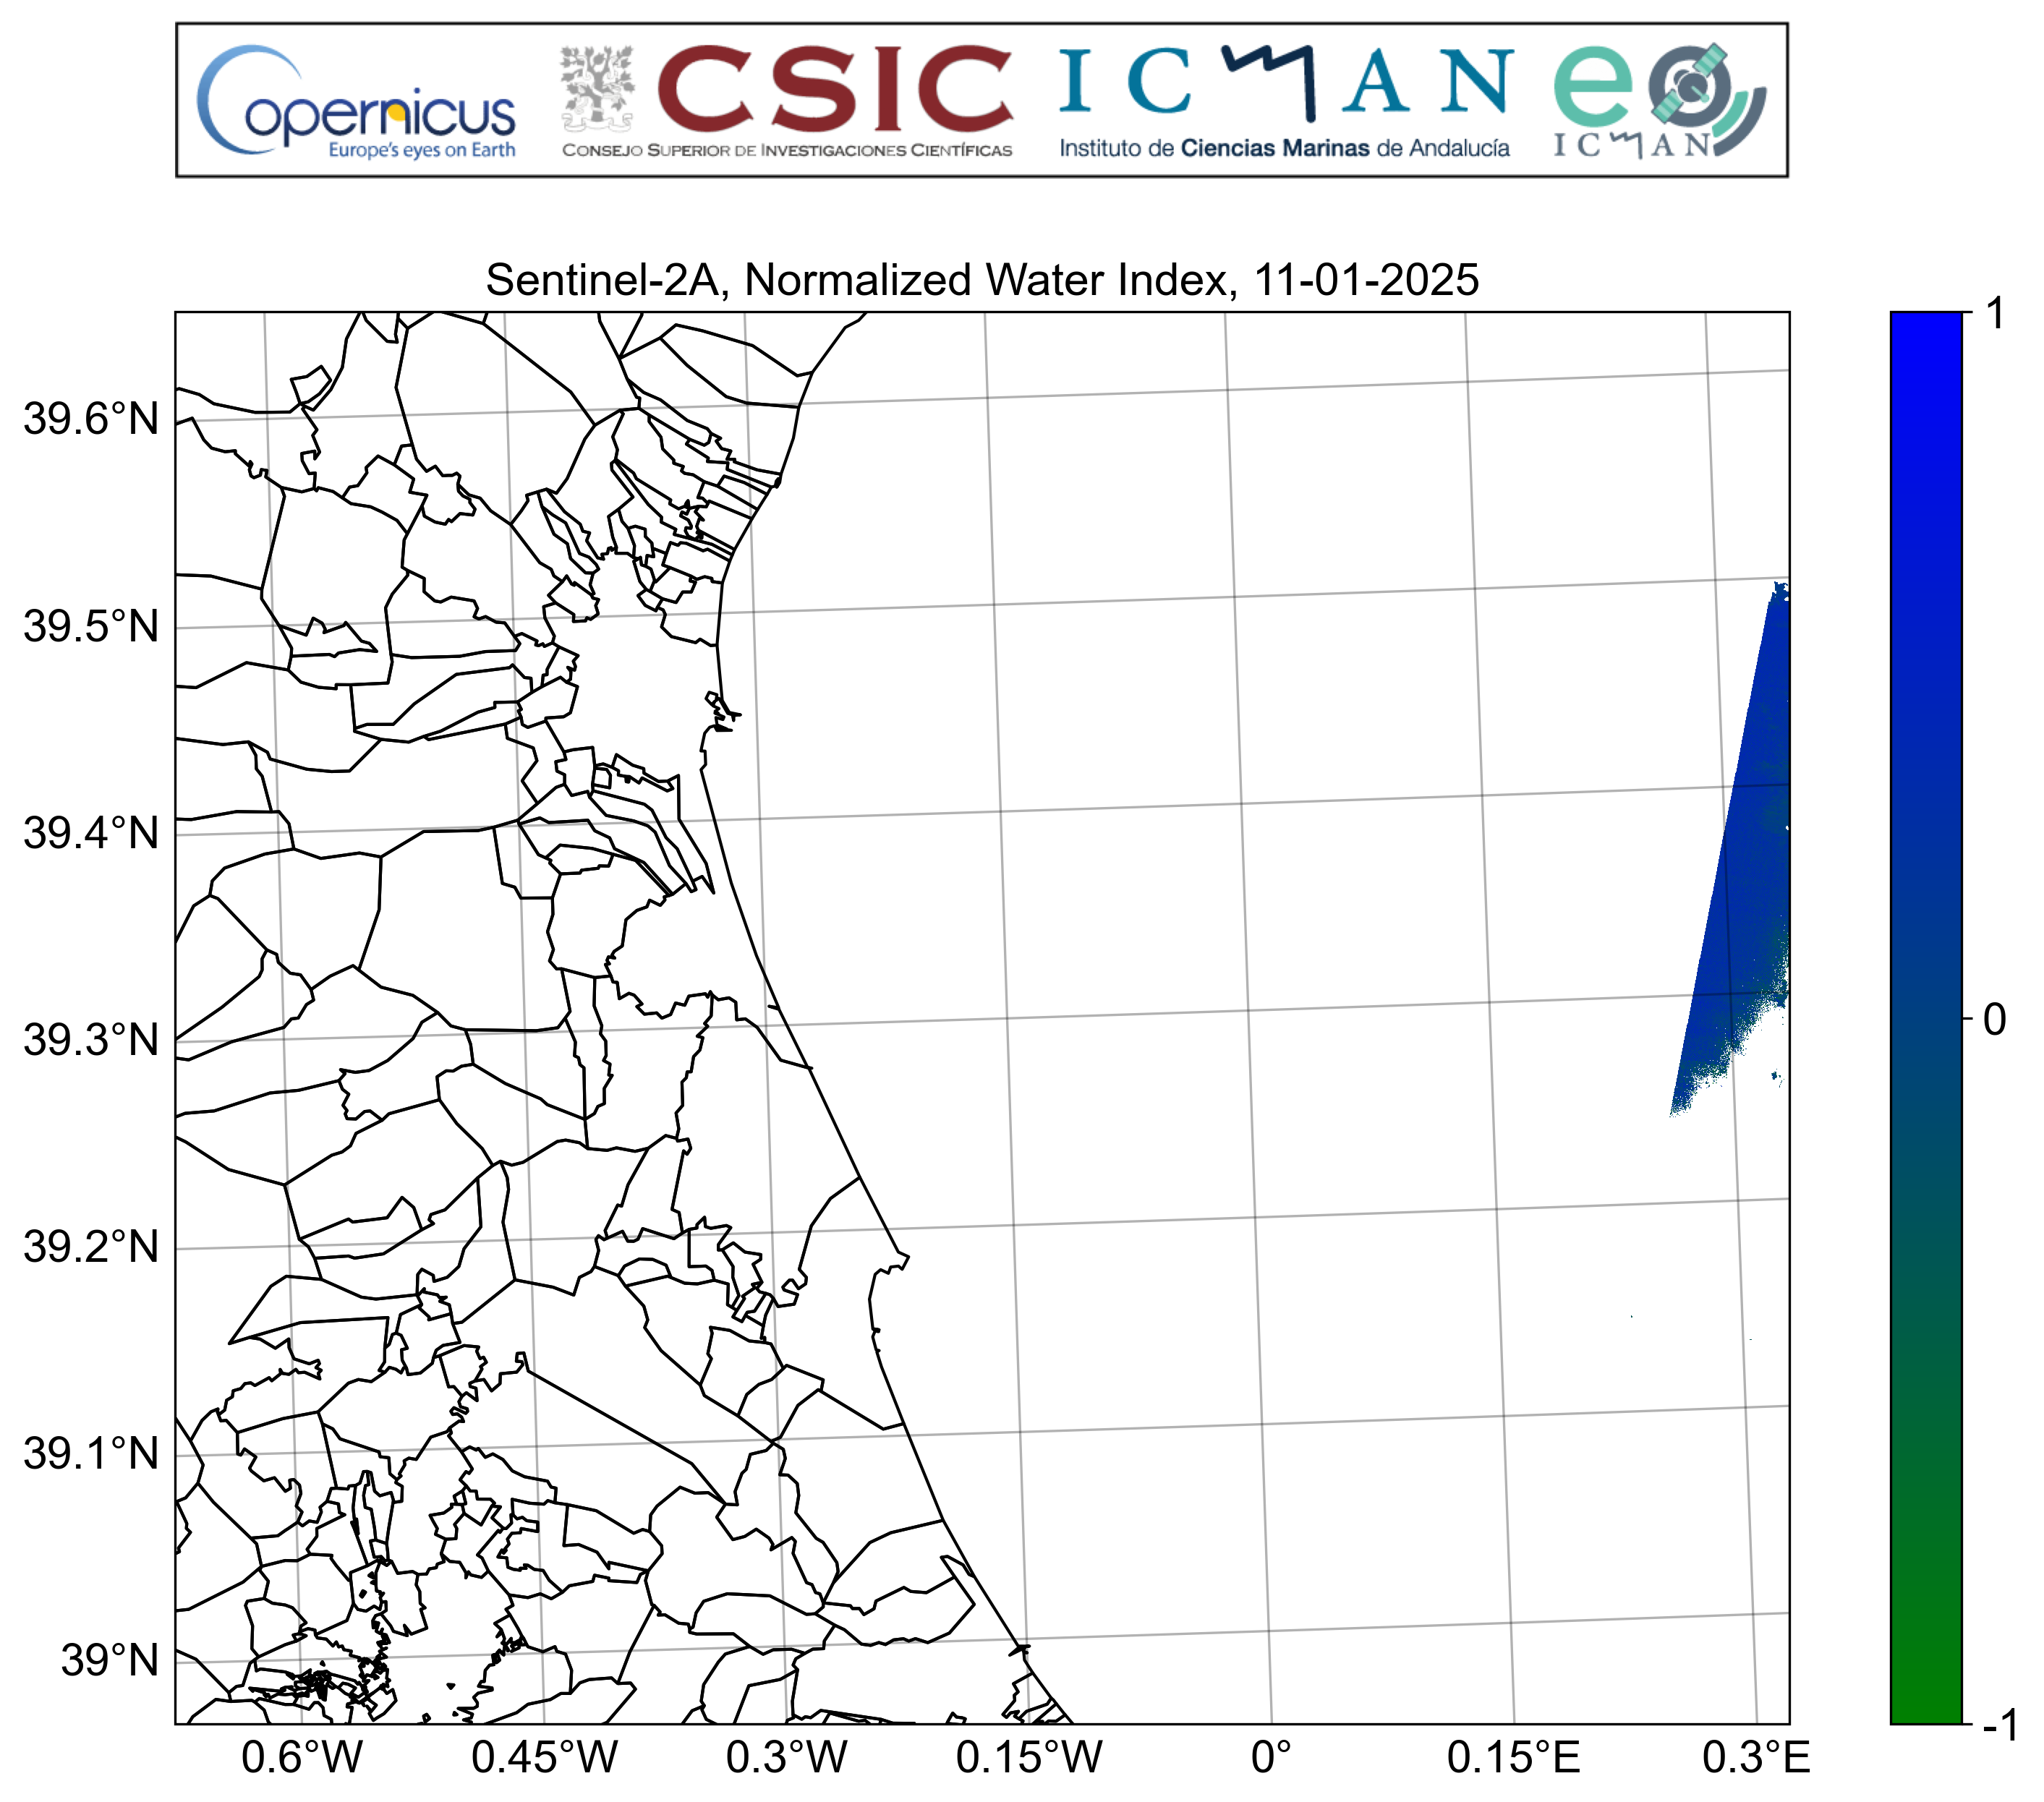 Copernicus
Europe's eyes on Earth
CSIC
CONSEJO SUPERIOR DE INVESTIGACIONES CIENTÍFICAS
ICMAN
Instituto de Ciencias Marinas de Andalucía
eo
ICMAN
Sentinel-2A, Normalized Water Index, 11-01-2025
39.6°N
39.5°N
39.4°N
39.3°N
39.2°N
39.1°N
39°N
0.6°W 0.45°W 0.3°W 0.15°W 0° 0.15°E 0.3°E
1
0
-1